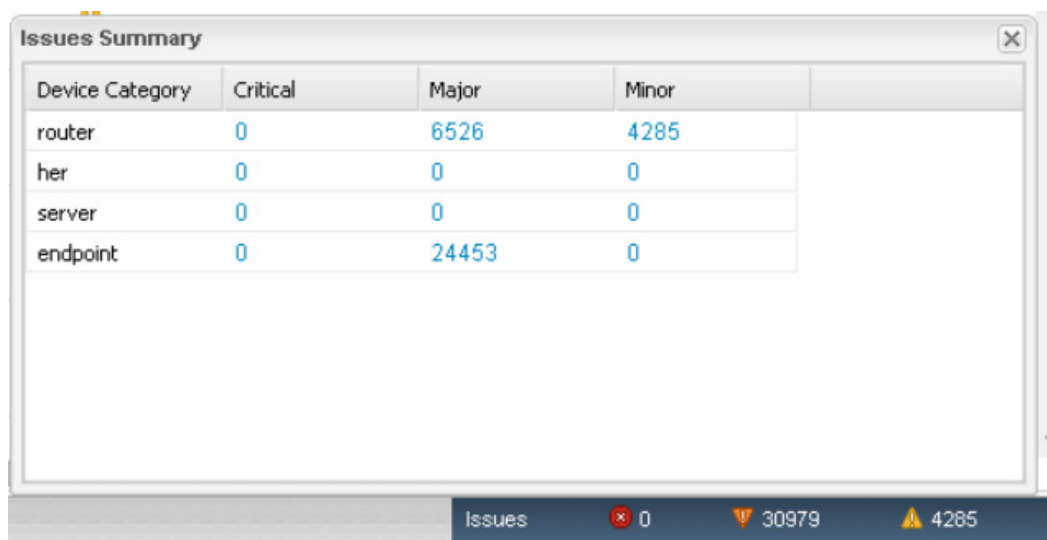 Issues Summary
Device Category Critical Major Minor
router 0 6526 4285
her 0 0 0
server 0 0 0
endpoint 0 24453 0
Issues 0 30979 4285